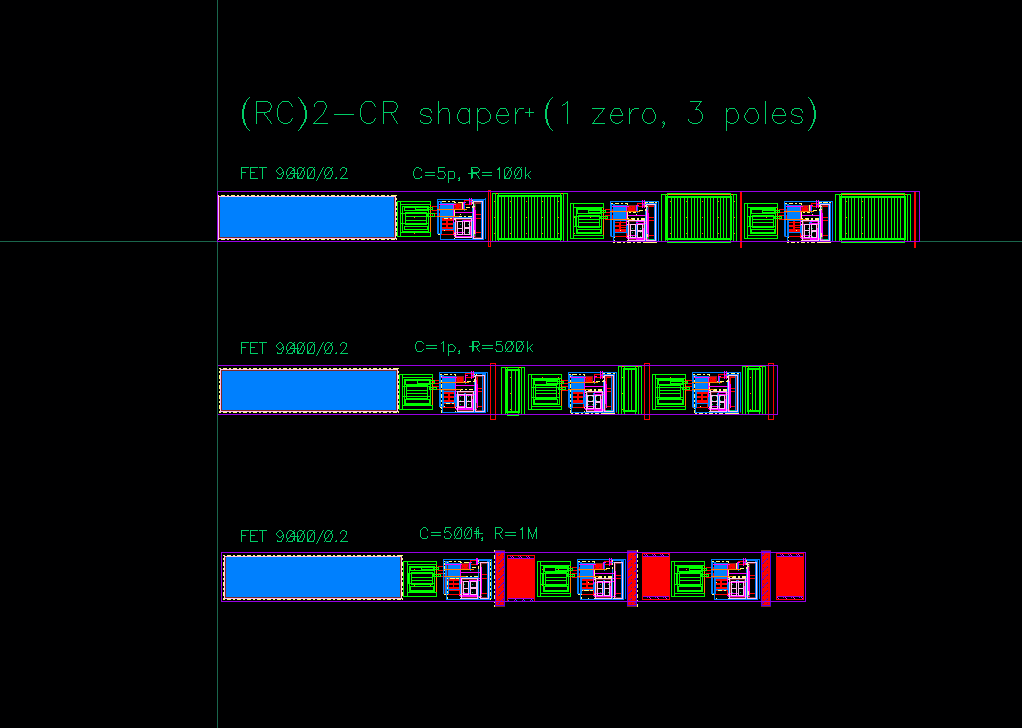 (RC)2-CR shaper (1 zero, 3 poles)
FET 9000/0.2 C=5p, R=100k
FET 9000/0.2 C=1p, R=500k
FET 9000/0.2 C=500f, R=1M